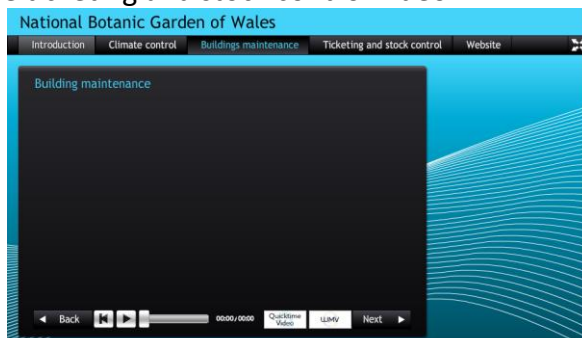 National Botanic Garden of Wales
Introduction Climate control Buildings maintenance Ticketing and stock control Website
Building maintenance
Back 00:00/00:00 Quicktime Video WMV Next